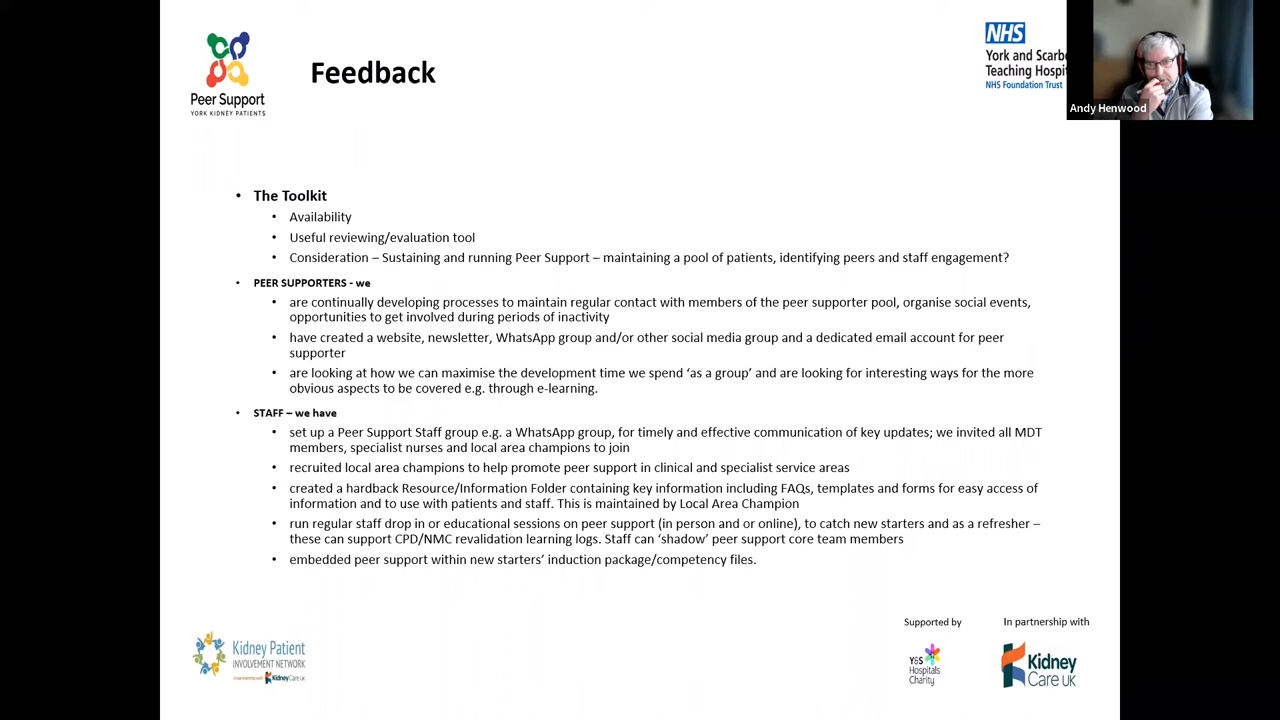 Peer Support
YORK KIDNEY PATIENTS
Feedback
NHS
York and Scarb
Teaching Hospi
NHS Foundation Trust
Andy Henwood
• The Toolkit
• Availability
• Useful reviewing/evaluation tool
• Consideration – Sustaining and running Peer Support – maintaining a pool of patients, identifying peers and staff engagement?
• PEER SUPPORTERS - we
• are continually developing processes to maintain regular contact with members of the peer supporter pool, organise social events,
opportunities to get involved during periods of inactivity
• have created a website, newsletter, WhatsApp group and/or other social media group and a dedicated email account for peer
supporter
• are looking at how we can maximise the development time we spend ‘as a group’ and are looking for interesting ways for the more
obvious aspects to be covered e.g. through e-learning.
• STAFF – we have
• set up a Peer Support Staff group e.g. a WhatsApp group, for timely and effective communication of key updates; we invited all MDT
members, specialist nurses and local area champions to join
• recruited local area champions to help promote peer support in clinical and specialist service areas
• created a hardback Resource/Information Folder containing key information including FAQs, templates and forms for easy access of
information and to use with patients and staff. This is maintained by Local Area Champion
• run regular staff drop in or educational sessions on peer support (in person and or online), to catch new starters and as a refresher –
these can support CPD/NMC revalidation learning logs. Staff can ‘shadow’ peer support core team members
• embedded peer support within new starters’ induction package/competency files.
Kidney Patient
INVOLVEMENT NETWORK
in partnership with Kidney Care UK
Supported by
Y&S
Hospitals
Charity
In partnership with
Kidney
Care UK